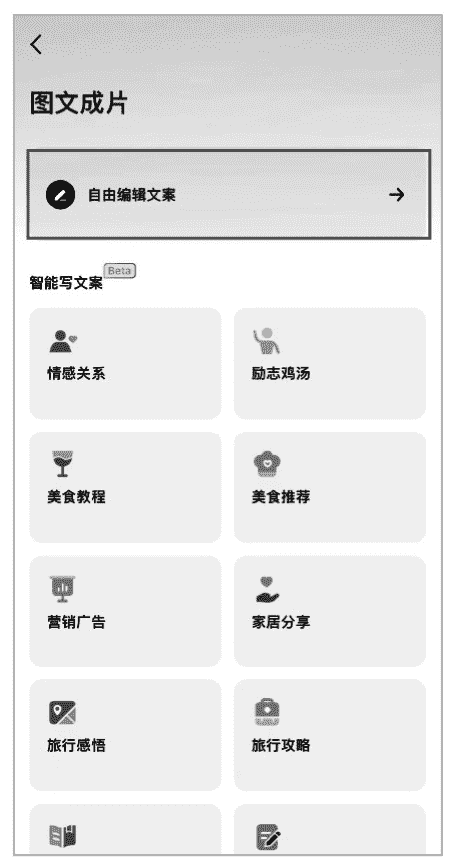 图文成片
自由编辑文案
智能写文案 Beta
情感关系 励志鸡汤
美食教程 美食推荐
营销广告 家居分享
旅行感悟 旅行攻略